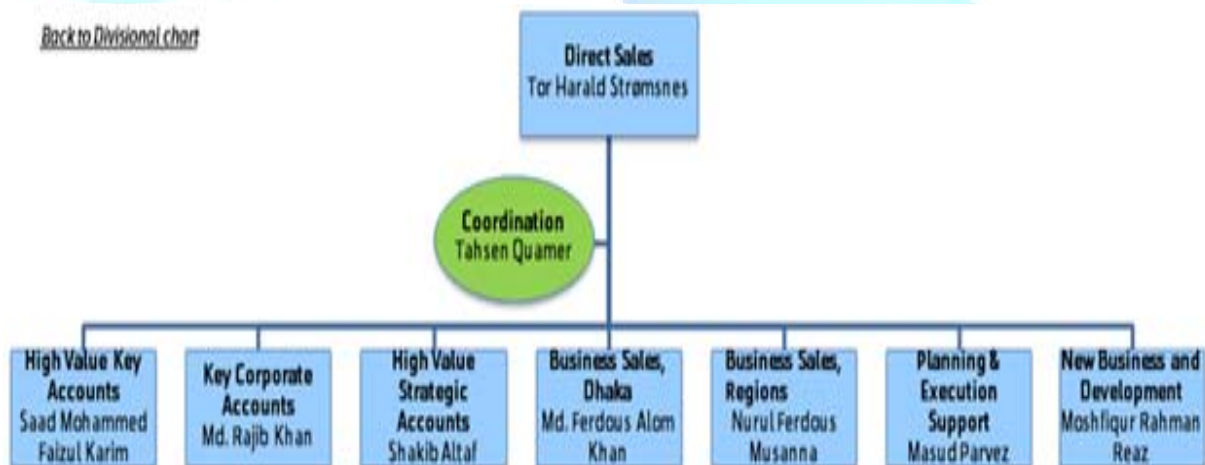 Back to Divisional chart
Direct Sales
Tor Harald Strømsnes
Coordination
Tahsen Quamer
High Value Key
Accounts
Saad Mohammed
Faizul Karim
Key Corporate
Accounts
Md. Rajib Khan
High Value
Strategic
Accounts
Shakib Altaf
Business Sales,
Dhaka
Md. Ferdous Alom
Khan
Business Sales,
Regions
Nurul Ferdous
Musanna
Planning &
Execution
Support
Masud Parvez
New Business and
Development
Moshfiqur Rahman
Reaz